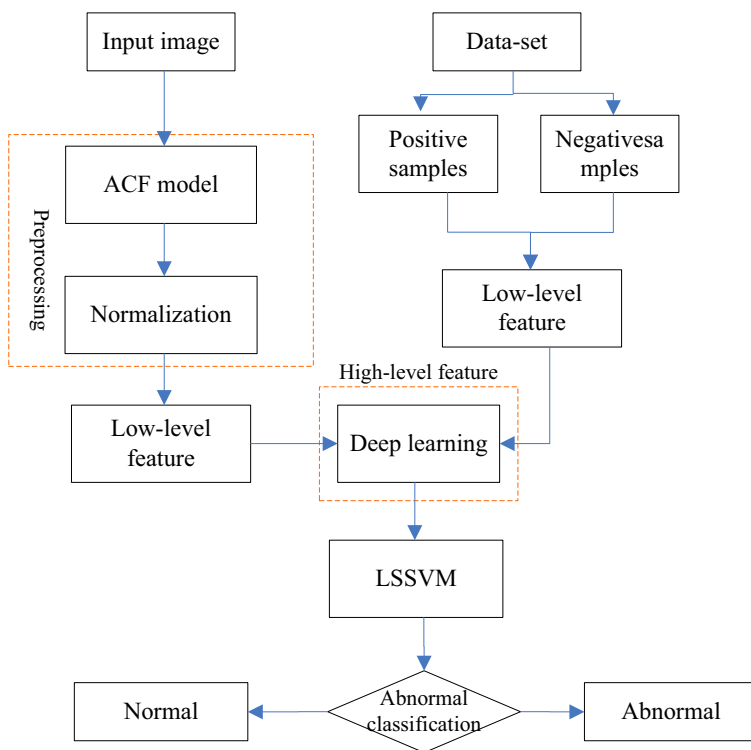 Input image
Data-set
Positive
samples
Negativesa
mples
ACF model
Preprocessing
Normalization
Low-level
feature
High-level feature
Low-level
feature
Deep learning
LSSVM
Normal
Abnormal
classification
Abnormal